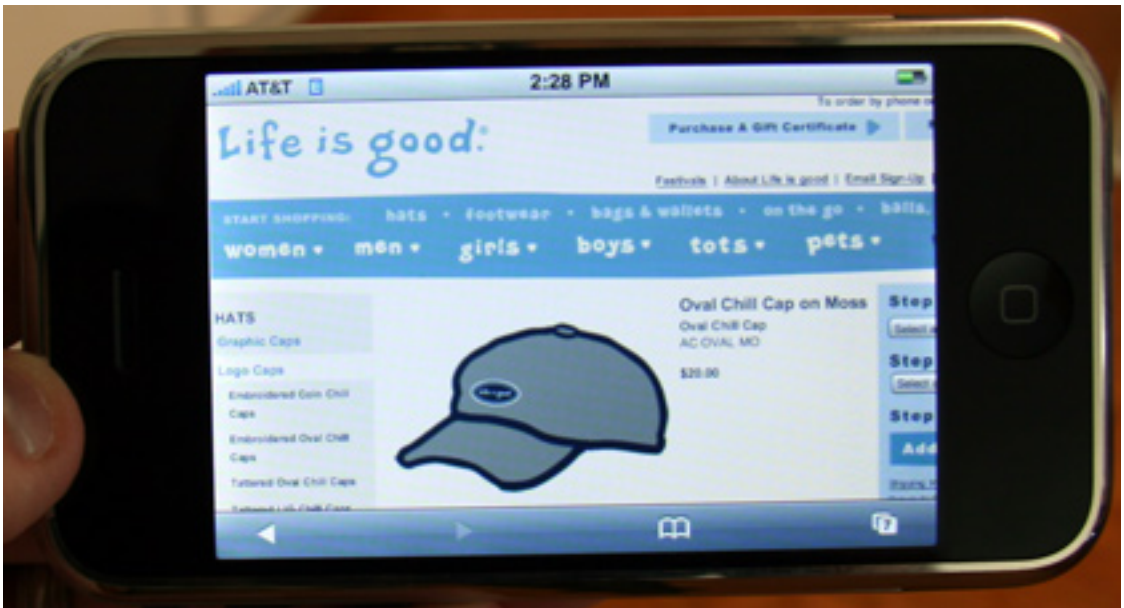 AT&T E 2:28 PM
To order by phone
Life is good.®
Purchase A Gift Certificate
Festivals | About Life is good | Email Sign-Up
START SHOPPING: hats • footwear • bags & wallets • on the go • balls,
women ▾ men ▾ girls ▾ boys ▾ tots ▾ pets ▾
HATS
Graphic Caps
Logo Caps
Embroidered Coin Chill
Caps
Embroidered Oval Chill
Caps
Tattered Oval Chill Caps
Oval Chill Cap on Moss
Oval Chill Cap
AC OVAL MO
$20.00
Step
Select
Step
Select
Step
Add
7